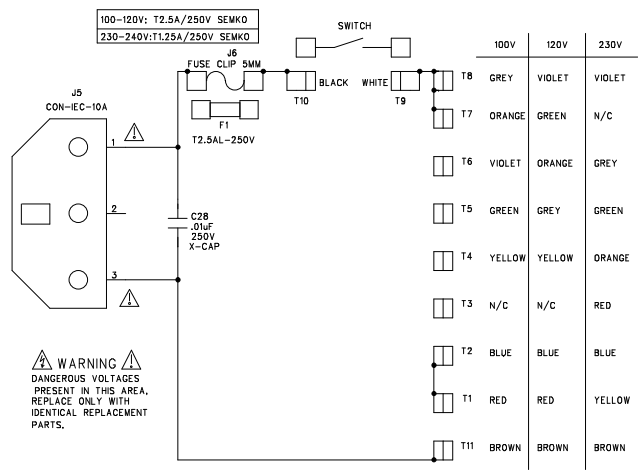 100-120V: T2.5A/250V SEMKO
230-240V:T1.25A/250V SEMKO
SWITCH
J6
FUSE CLIP 5MM
BLACK
WHITE
T10
T9
F1
T2.5AL-250V
J5
CON-IEC-10A
1
2
3
C28
.01uF
250V
X-CAP
WARNING
DANGEROUS VOLTAGES
PRESENT IN THIS AREA.
REPLACE ONLY WITH
IDENTICAL REPLACEMENT
PARTS.
100V 120V 230V
T8 GREY VIOLET VIOLET
T7 ORANGE GREEN N/C
T6 VIOLET ORANGE GREY
T5 GREEN GREY GREEN
T4 YELLOW YELLOW ORANGE
T3 N/C N/C RED
T2 BLUE BLUE BLUE
T1 RED RED YELLOW
T11 BROWN BROWN BROWN